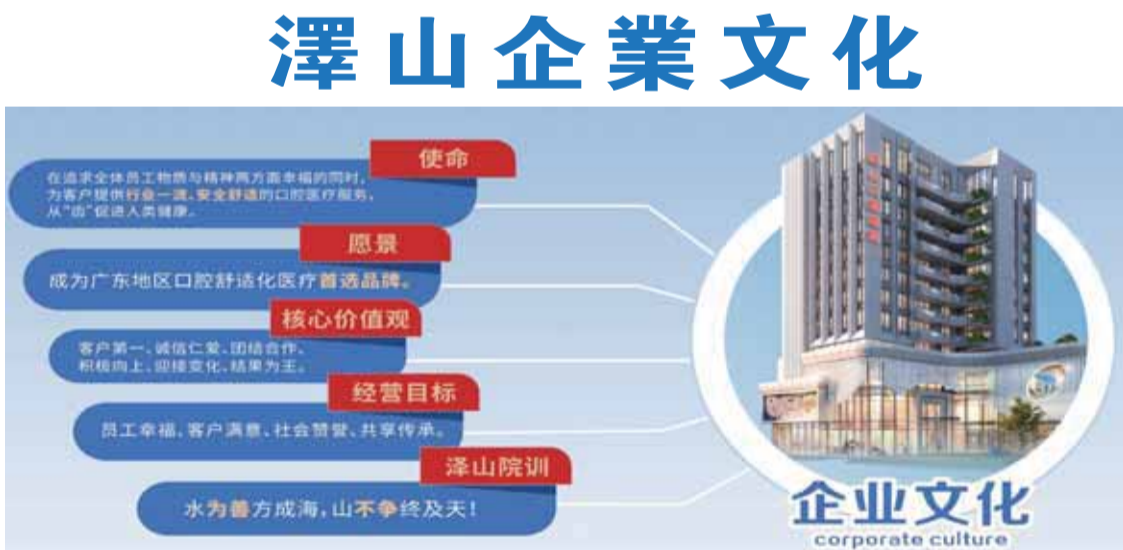 澤山企業文化
使命
在追求全体员工物质与精神两方面幸福的同时，
为客户提供行业一流、安全舒适的口腔医疗服务，
从“齿”促进人类健康。
愿景
成为广东地区口腔舒适化医疗首选品牌。
核心价值观
客户第一、诚信仁爱、团结合作、
积极向上、迎接变化、结果为王。
经营目标
员工幸福、客户满意、社会赞誉、共享传承。
泽山院训
水为善方成海，山不争终及天！
企业文化
corporate culture